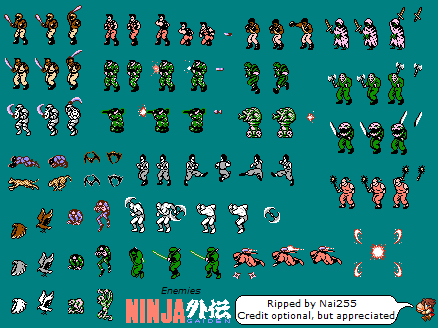 Enemies
NINJA外伝
GAIDEN
Ripped by Nai255
Credit optional, but appreciated